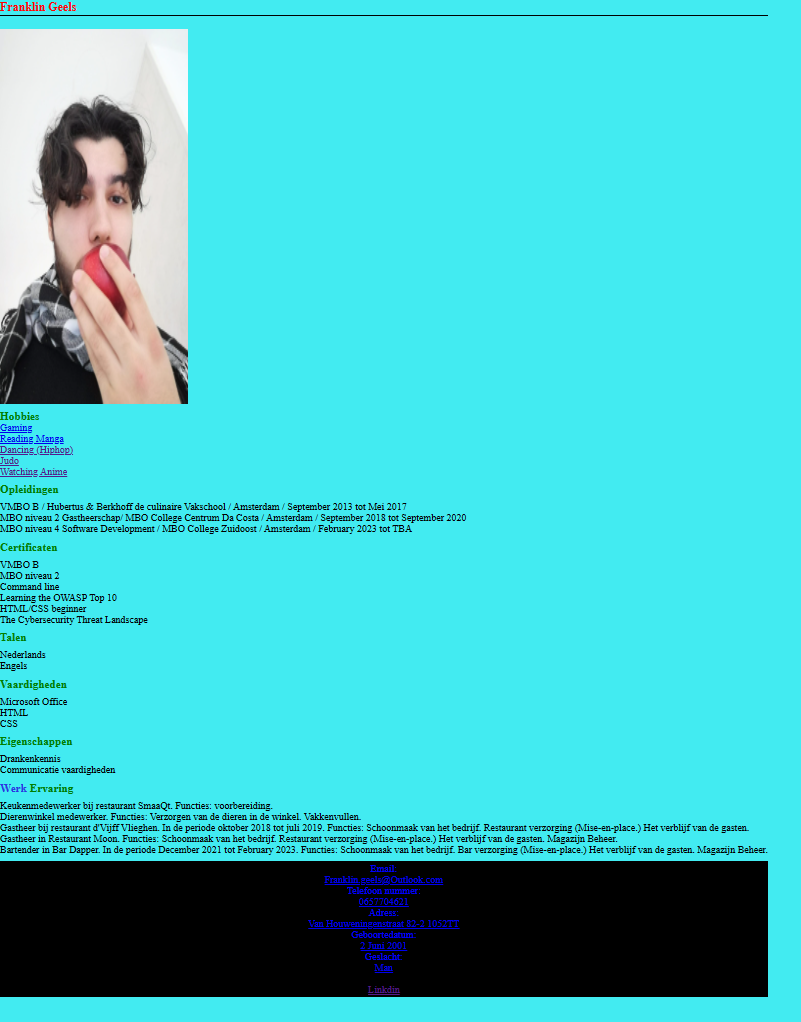 Franklin Geels
Hobbies
Gaming
Reading Manga
Dancing (Hiphop)
Judo
Watching Anime
Opleidingen
VMBO B / Hubertus & Berkhoff de culinaire Vakschool / Amsterdam / September 2013 tot Mei 2017
MBO niveau 2 Gastheerschap/ MBO College Centrum Da Costa / Amsterdam / September 2018 tot September 2020
MBO niveau 4 Software Development / MBO College Zuidoost / Amsterdam / February 2023 tot TBA
Certificaten
VMBO B
MBO niveau 2
Command line
Learning the OWASP Top 10
HTML/CSS beginner
The Cybersecurity Threat Landscape
Talen
Nederlands
Engels
Vaardigheden
Microsoft Office
HTML
CSS
Eigenschappen
Drankenkennis
Communicatie vaardigheden
Werk Ervaring
Keukenmedewerker bij restaurant SmaaQt. Functies: voorbereiding.
Dierenwinkel medewerker. Functies: Verzorgen van de dieren in de winkel. Vakkenvullen.
Gastheer bij restaurant d'Vijff Vlieghen. In de periode oktober 2018 tot juli 2019. Functies: Schoonmaak van het bedrijf. Restaurant verzorging (Mise-en-place.) Het verblijf van de gasten.
Gastheer in Restaurant Moon. Functies: Schoonmaak van het bedrijf. Restaurant verzorging (Mise-en-place.) Het verblijf van de gasten. Magazijn Beheer.
Bartender in Bar Dapper. In de periode December 2021 tot February 2023. Functies: Schoonmaak van het bedrijf. Bar verzorging (Mise-en-place.) Het verblijf van de gasten. Magazijn Beheer.
Email:
Telefoon nummer:
0657704621
Adress:
82-2 1062TT
Geboortedatum:
2 Juni 2001
Geslacht:
Man
Linkdin